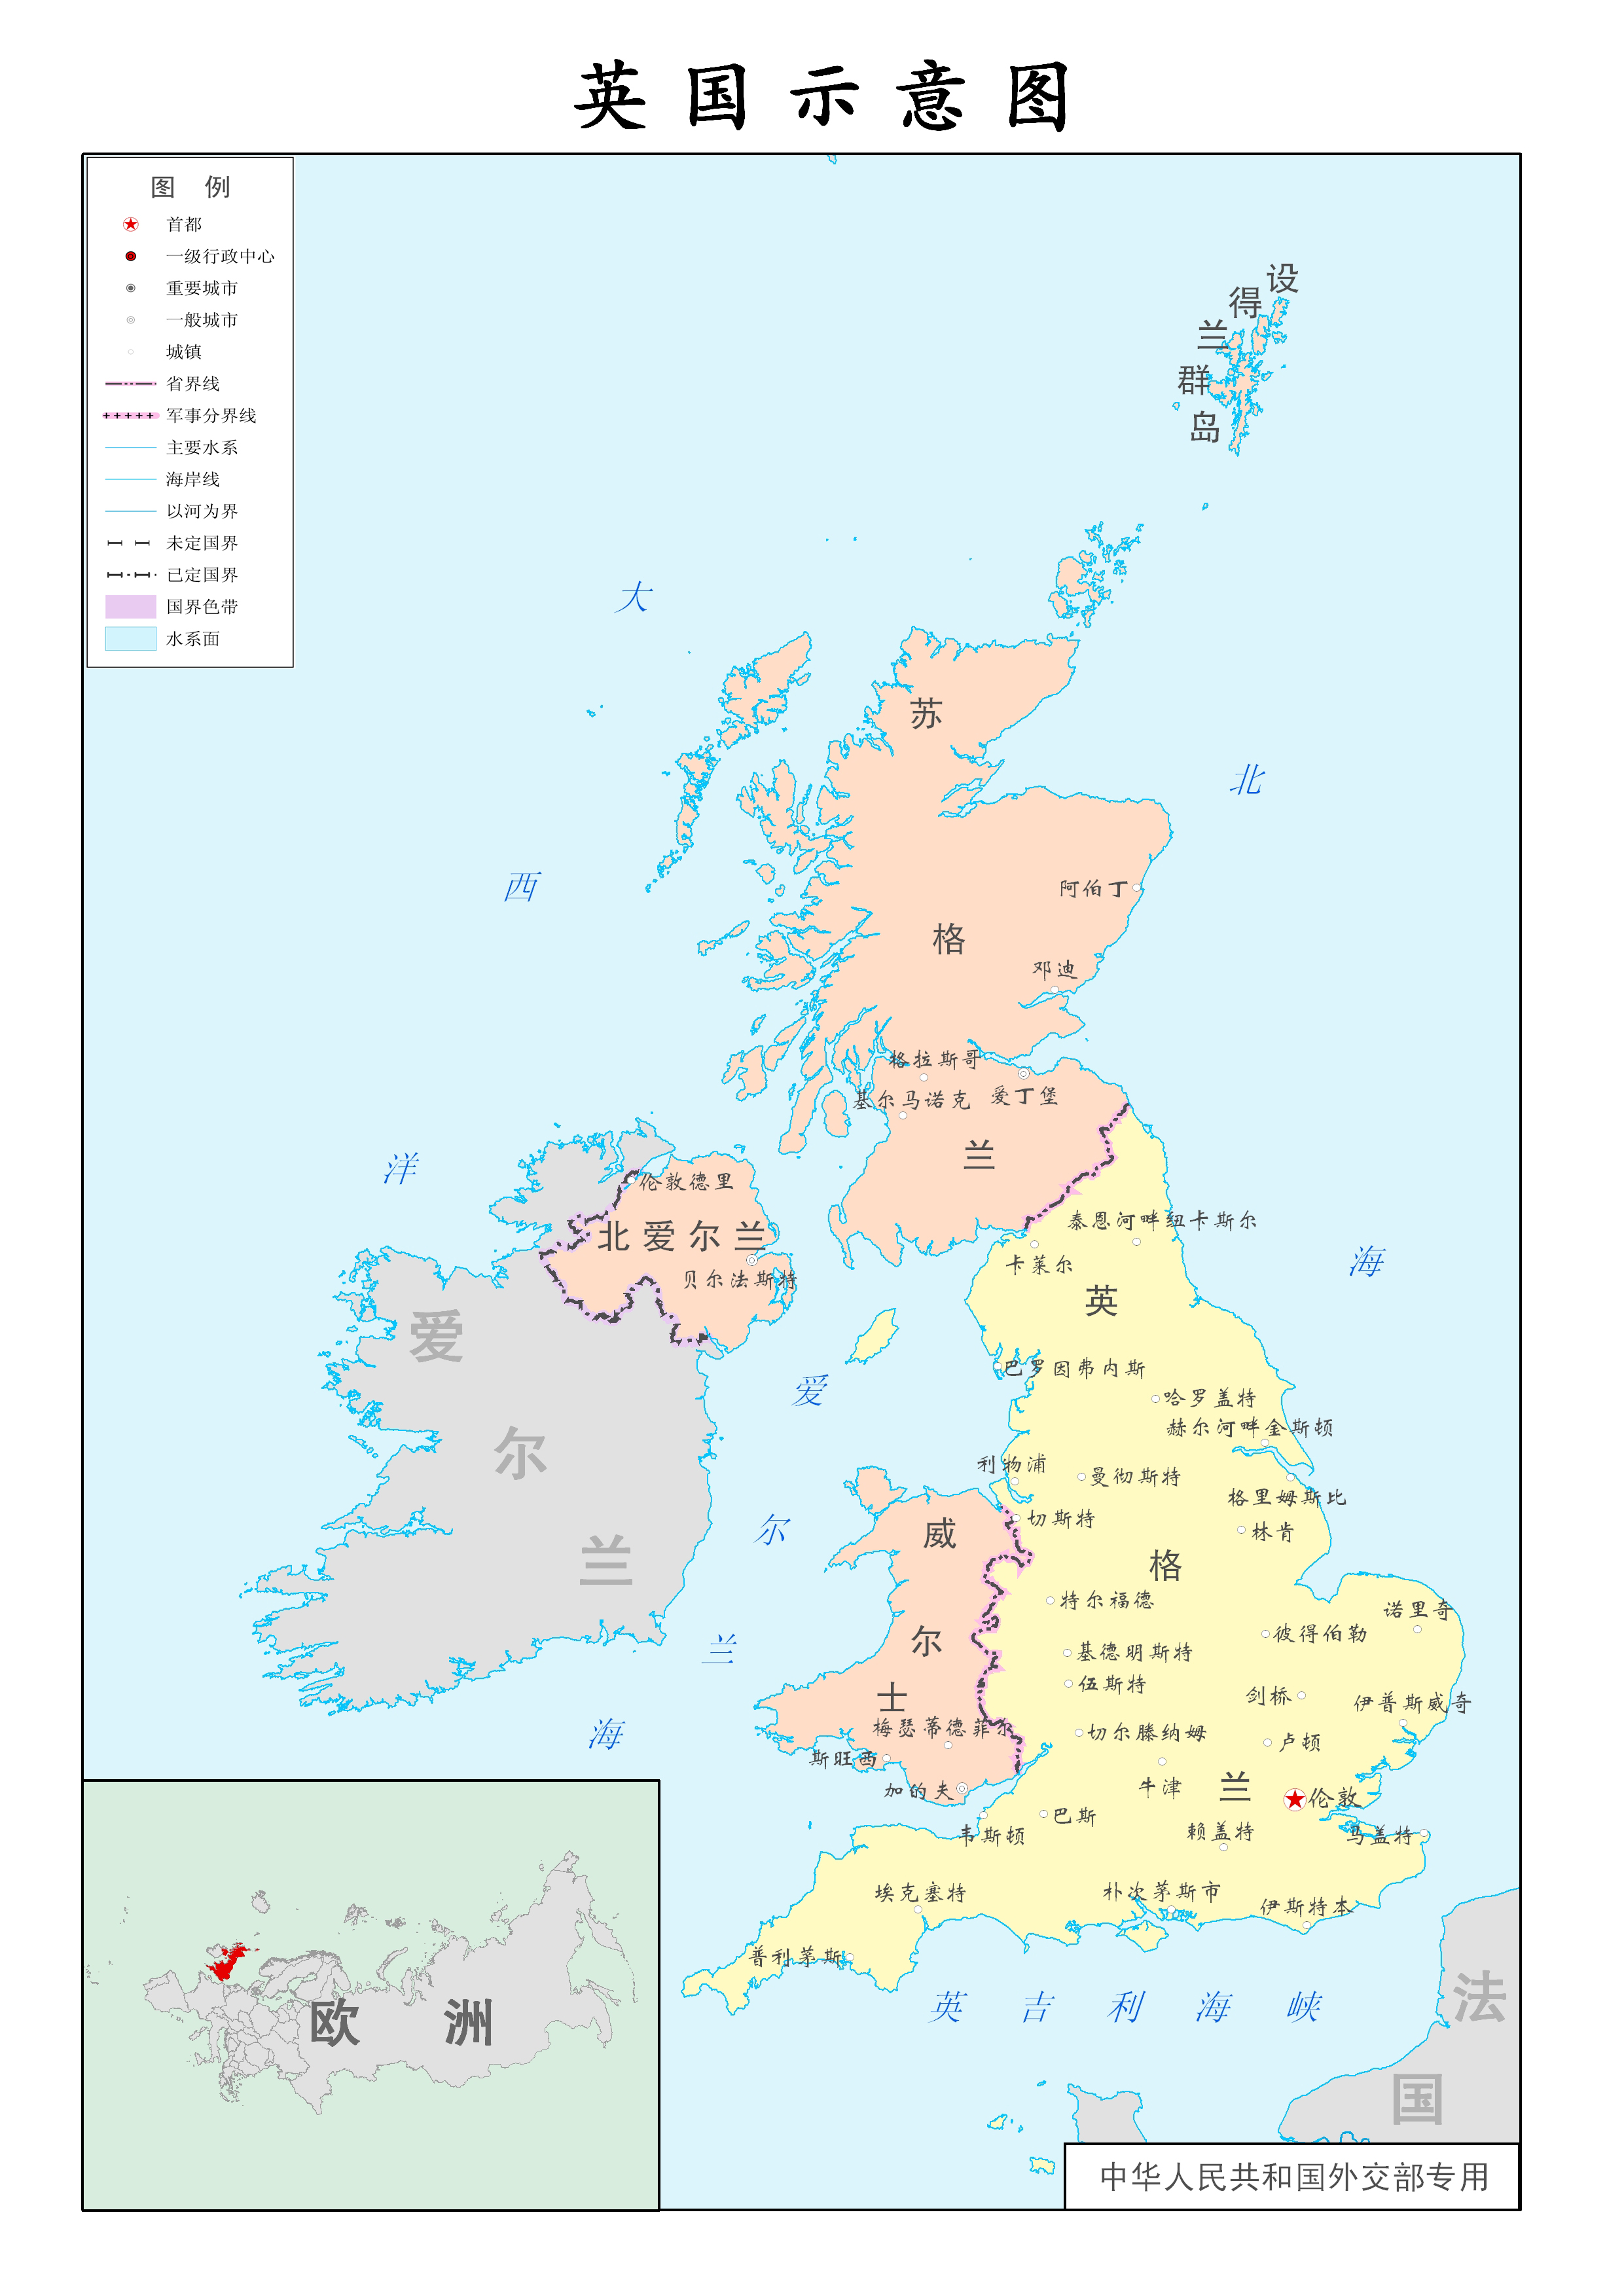 英国示意图
图 例
首都
一级行政中心
重要城市
一般城市
城镇
省界线
军事分界线
主要水系
海岸线
以河为界
未定国界
已定国界
国界色带
水系面
设得兰群岛
大西洋
北海
苏格兰
阿伯丁
邓迪
格拉斯哥
爱丁堡
基尔马诺克
伦敦德里
北爱尔兰
贝尔法斯特
泰恩河畔纽卡斯尔
卡莱尔
英格兰
爱尔兰
爱尔兰海
巴罗因弗内斯
哈罗盖特
赫尔河畔金斯顿
利物浦
曼彻斯特
格里姆斯比
切斯特
林肯
威尔士
特尔福德
诺里奇
彼得伯勒
基德明斯特
伍斯特
剑桥
伊普斯威奇
梅瑟蒂德菲尔
切尔滕纳姆
卢顿
斯旺西
加的夫
牛津
伦敦
巴斯
韦斯顿
赖盖特
马盖特
埃克塞特
朴次茅斯市
伊斯特本
普利茅斯
英吉利海峡
法国
欧洲
中华人民共和国外交部专用